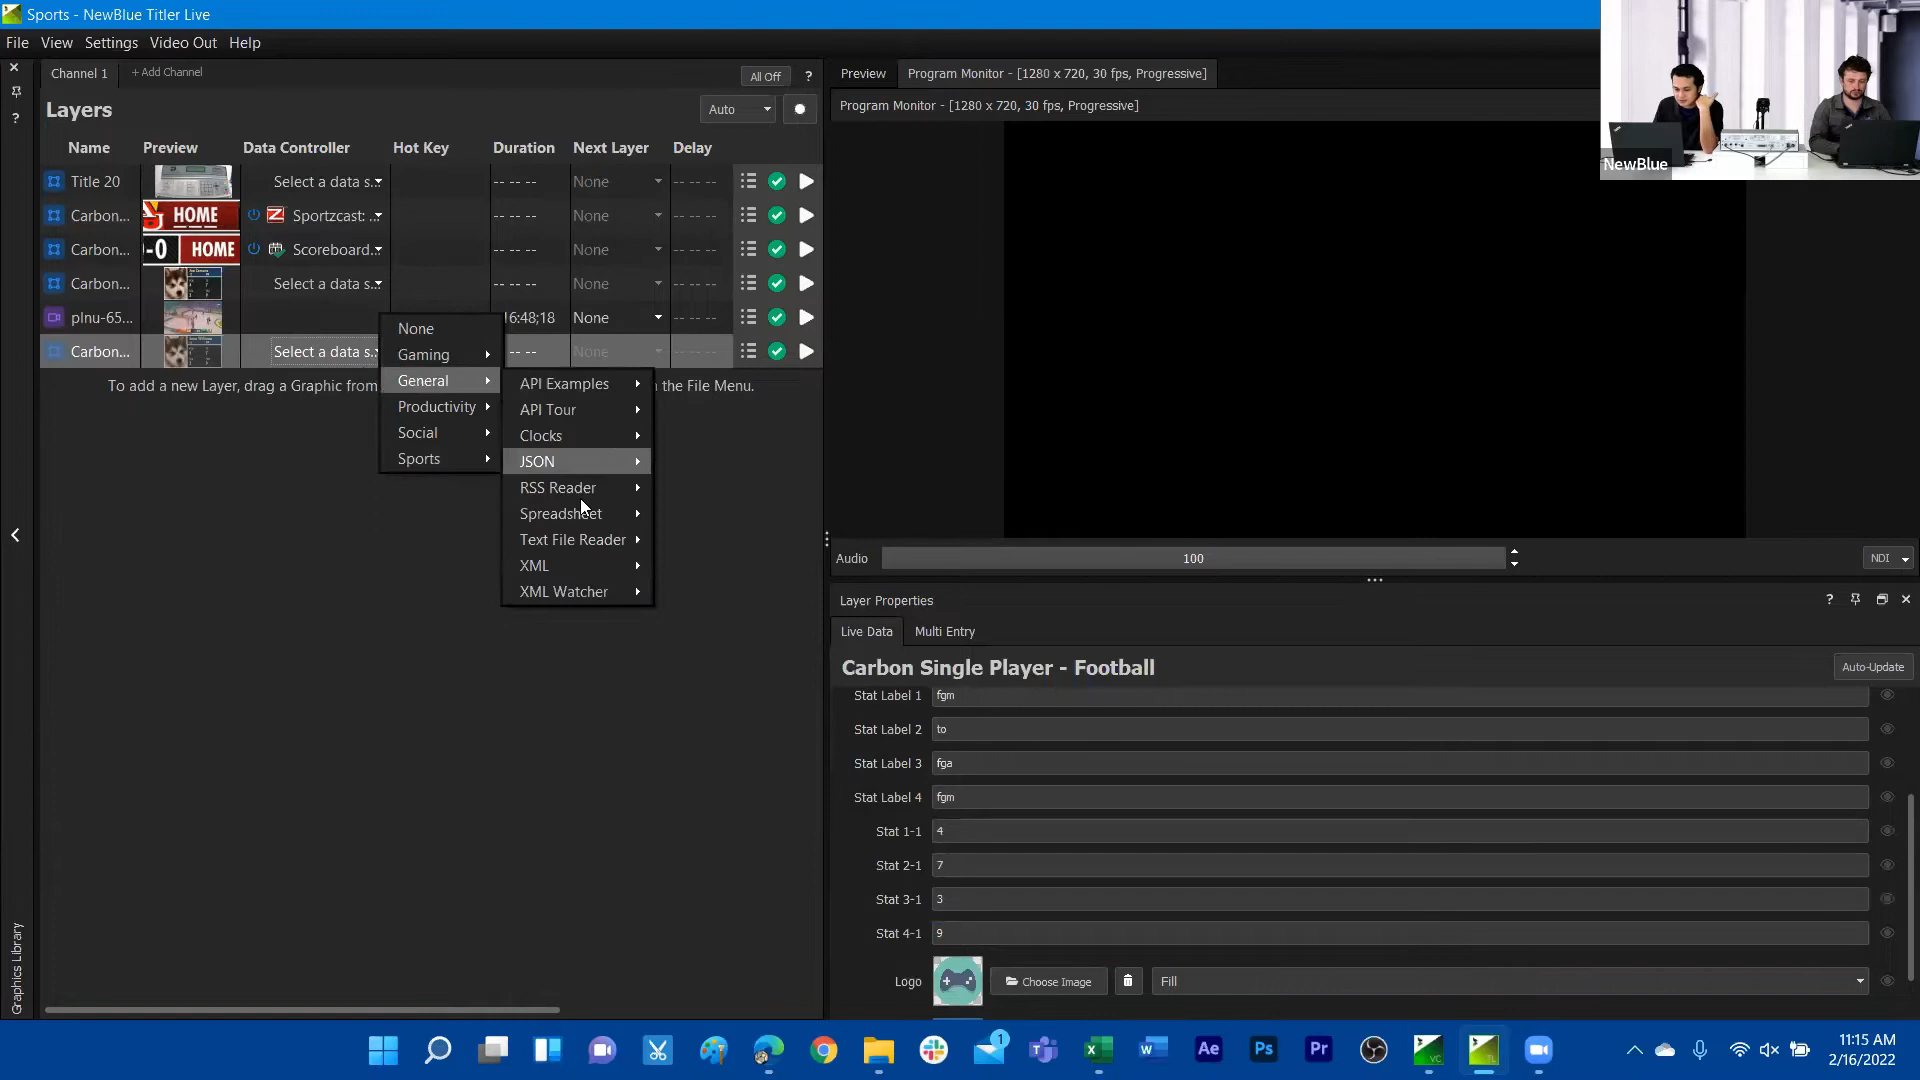 Sports - NewBlue Titler Live
File View Settings Video Out Help
Channel 1 + Add Channel All Off ?
Layers Auto
Name Preview Data Controller Hot Key Duration Next Layer Delay
Title 20 Select a data s... -- -- -- None -- -- --
Carbon... HOME Sportzcast: ... -- -- -- None -- -- --
Carbon... -0 HOME Scoreboard... -- -- -- None -- -- --
Carbon... Select a data s... -- -- -- None -- -- --
plnu-65... 16:48;18 None -- -- --
Carbon... Select a data s... -- -- None -- -- --
To add a new Layer, drag a Graphic from
the File Menu.
None
Gaming
General
Productivity
Social
Sports
API Examples
API Tour
Clocks
JSON
RSS Reader
Spreadsheet
Text File Reader
XML
XML Watcher
Graphics Library
Preview Program Monitor - [1280 x 720, 30 fps, Progressive]
Program Monitor - [1280 x 720, 30 fps, Progressive]
NewBlue
Audio 100 NDI
Layer Properties ?
Live Data Multi Entry
Carbon Single Player - Football Auto-Update
Stat Label 1 fgm
Stat Label 2 to
Stat Label 3 fga
Stat Label 4 fgm
Stat 1-1 4
Stat 2-1 7
Stat 3-1 3
Stat 4-1 9
Logo Choose Image Fill
1 VC TL Ae Ps Pr
11:15 AM
2/16/2022